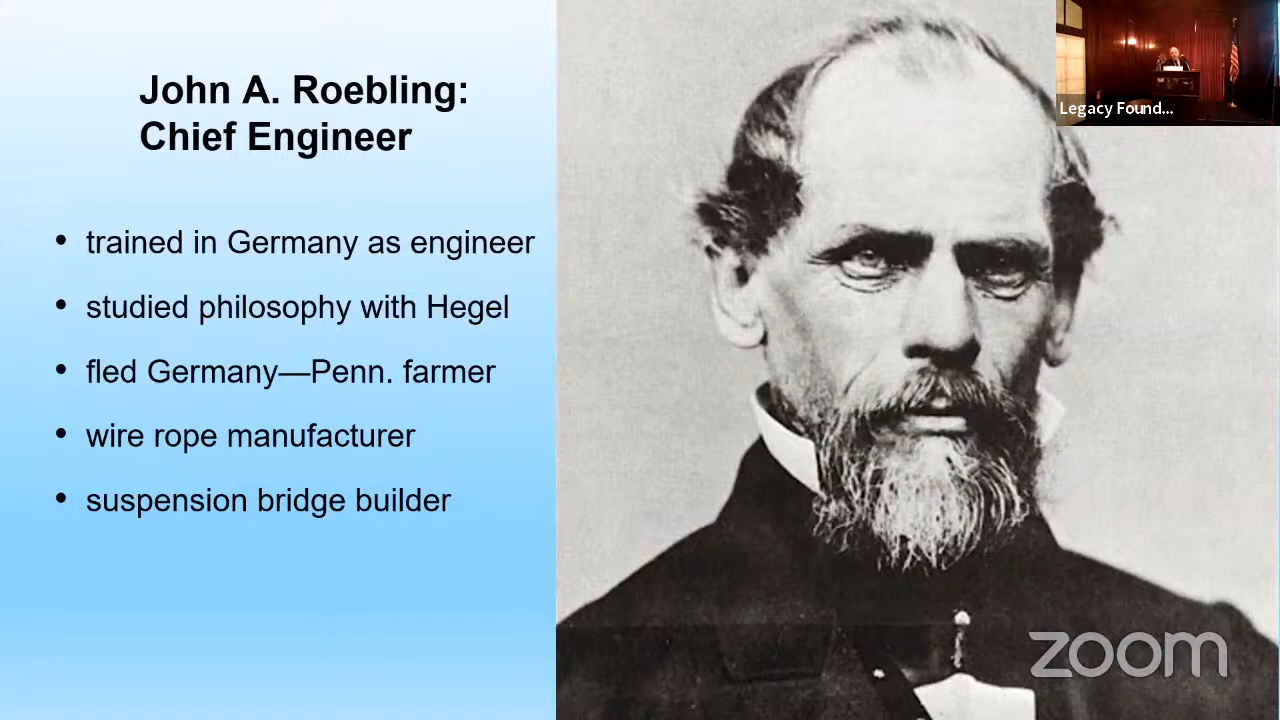 John A. Roebling:
Chief Engineer
• trained in Germany as engineer
• studied philosophy with Hegel
• fled Germany—Penn. farmer
• wire rope manufacturer
• suspension bridge builder
Legacy Found...
zoom